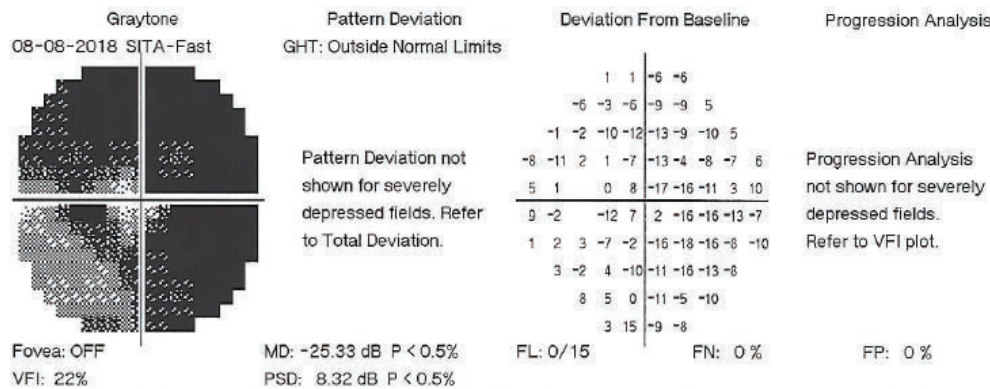 Graytone Pattern Deviation Deviation From Baseline Progression Analysis
08-08-2018 SITA-Fast GHT: Outside Normal Limits
1 1 -6 -6
-6 -3 -6 -9 -9 5
-1 -2 -10 -12 -13 -9 -10 5
-8 -11 2 1 -7 -13 -4 -8 -7 6
5 1 0 8 -17 -16 -11 3 10
9 -2 -12 7 2 -16 -16 -13 -7
1 2 3 -7 -2 -16 -18 -16 -8 -10
3 -2 4 -10 -11 -16 -13 -8
8 5 0 -11 -5 -10
3 15 -9 -8
Pattern Deviation not
shown for severely
depressed fields. Refer
to Total Deviation.
Progression Analysis
not shown for severely
depressed fields.
Refer to VFI plot.
Fovea: OFF MD: -25.33 dB P < 0.5% FL: 0/15 FN: 0 % FP: 0 %
VFI: 22% PSD: 8.32 dB P < 0.5%